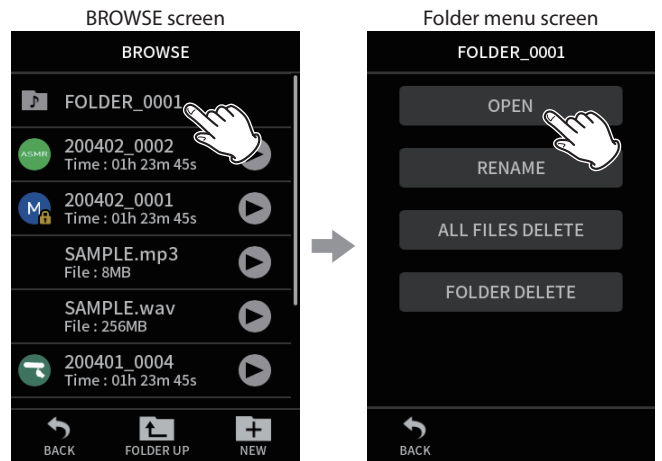 BROWSE screen
BROWSE
FOLDER_0001
ASMR
200402_0002
Time : 01h 23m 45s
M
200402_0001
Time : 01h 23m 45s
SAMPLE.mp3
File : 8MB
SAMPLE.wav
File : 256MB
200401_0004
Time : 01h 23m 45s
BACK
FOLDER UP
NEW
Folder menu screen
FOLDER_0001
OPEN
RENAME
ALL FILES DELETE
FOLDER DELETE
BACK